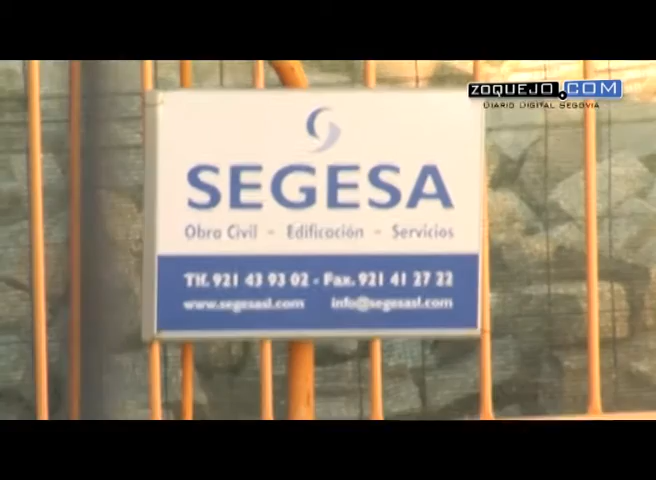 ZOQUEJO.COM
DIARIO DIGITAL SEGOVIA
SEGESA
Obra Civil - Edificación - Servicios
Tlf. 921 43 93 02 - Fax. 921 41 27 22
www.segesasl.com info@segesasl.com